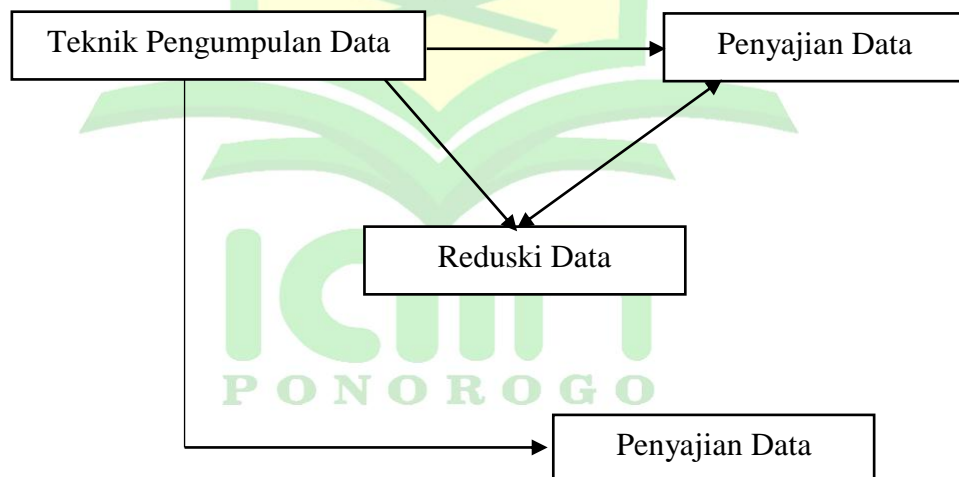 Teknik Pengumpulan Data
Penyajian Data
Reduski Data
PONOROGO
Penyajian Data